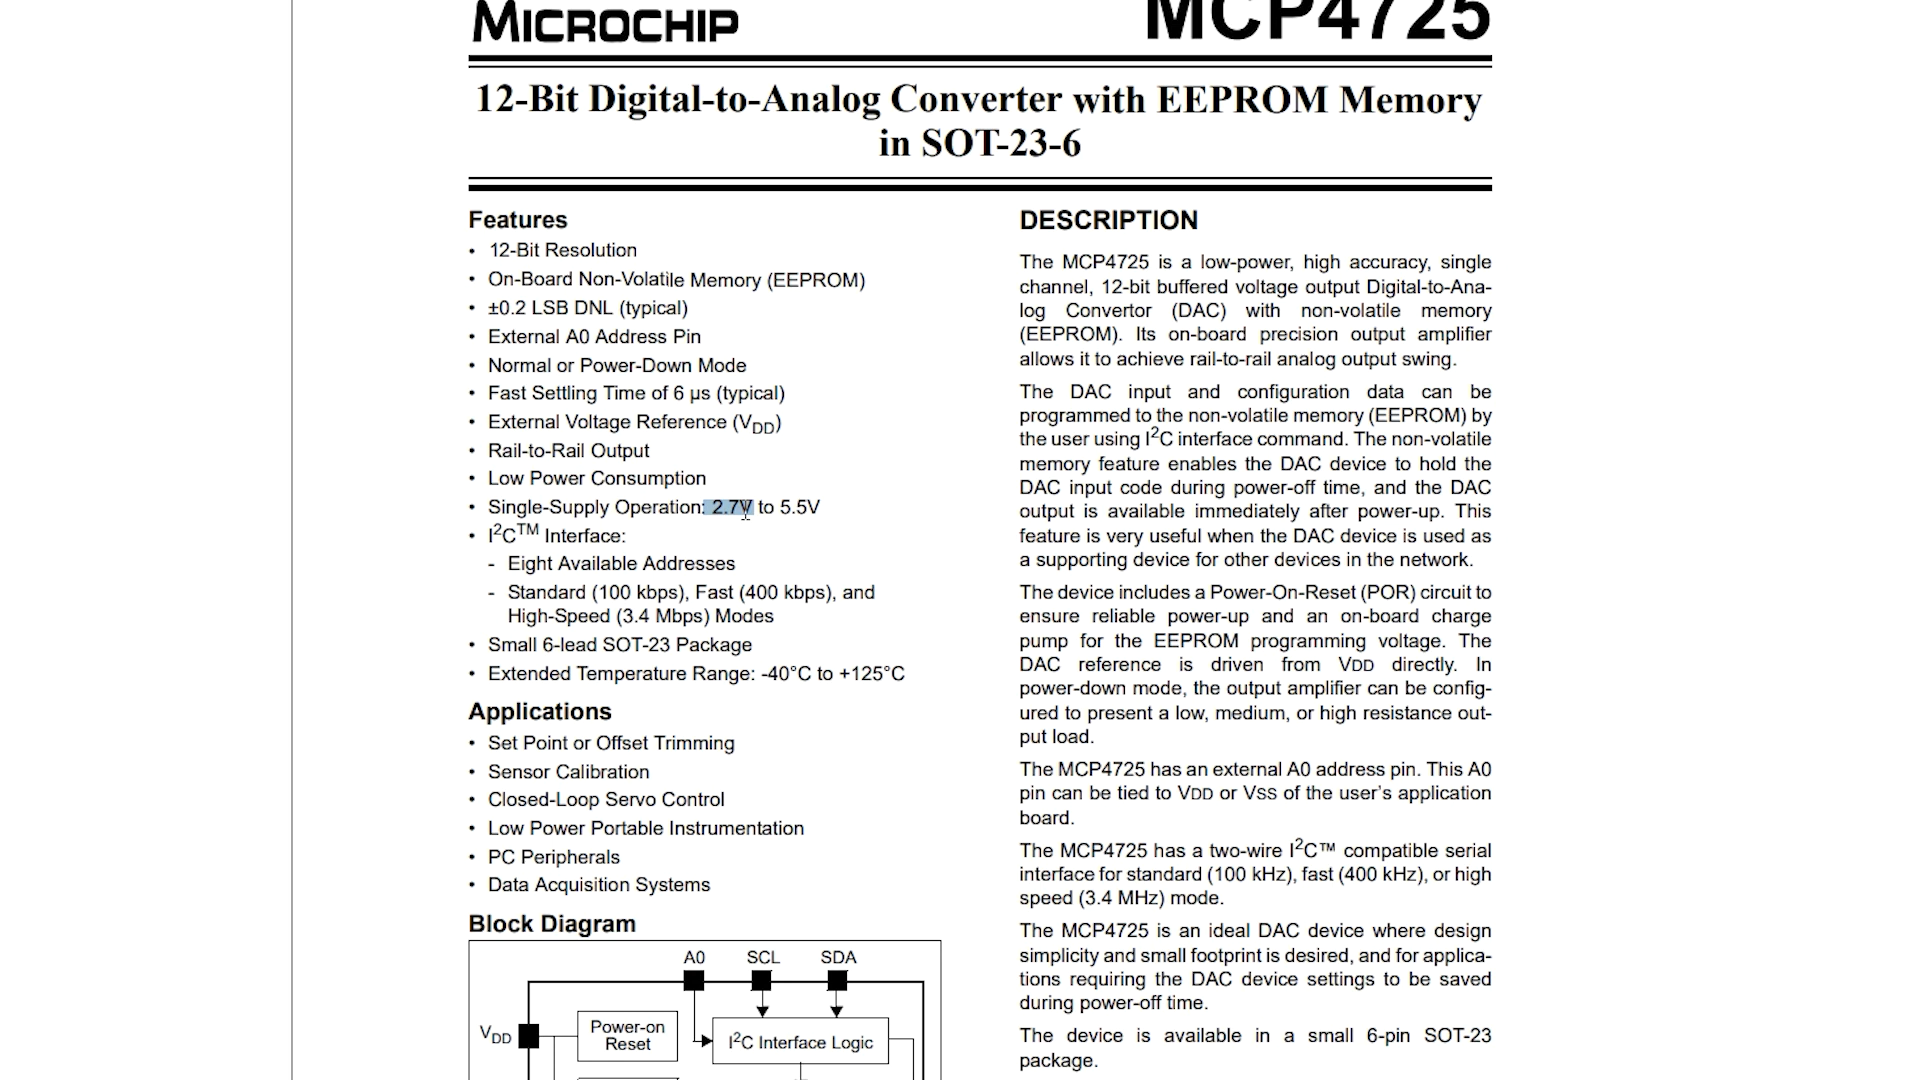 MICROCHIP
MCP4725
12-Bit Digital-to-Analog Converter with EEPROM Memory
in SOT-23-6
Features
• 12-Bit Resolution
• On-Board Non-Volatile Memory (EEPROM)
• ±0.2 LSB DNL (typical)
• External A0 Address Pin
• Normal or Power-Down Mode
• Fast Settling Time of 6 µs (typical)
• External Voltage Reference (VDD)
• Rail-to-Rail Output
• Low Power Consumption
• Single-Supply Operation: 2.7V to 5.5V
• I2CTM Interface:
- Eight Available Addresses
- Standard (100 kbps), Fast (400 kbps), and
High-Speed (3.4 Mbps) Modes
• Small 6-lead SOT-23 Package
• Extended Temperature Range: -40°C to +125°C
Applications
• Set Point or Offset Trimming
• Sensor Calibration
• Closed-Loop Servo Control
• Low Power Portable Instrumentation
• PC Peripherals
• Data Acquisition Systems
Block Diagram
A0 SCL SDA
VDD
Power-on
Reset
I2C Interface Logic
DESCRIPTION
The MCP4725 is a low-power, high accuracy, single
channel, 12-bit buffered voltage output Digital-to-Ana-
log Convertor (DAC) with non-volatile memory
(EEPROM). Its on-board precision output amplifier
allows it to achieve rail-to-rail analog output swing.
The DAC input and configuration data can be
programmed to the non-volatile memory (EEPROM) by
the user using I2C interface command. The non-volatile
memory feature enables the DAC device to hold the
DAC input code during power-off time, and the DAC
output is available immediately after power-up. This
feature is very useful when the DAC device is used as
a supporting device for other devices in the network.
The device includes a Power-On-Reset (POR) circuit to
ensure reliable power-up and an on-board charge
pump for the EEPROM programming voltage. The
DAC reference is driven from VDD directly. In
power-down mode, the output amplifier can be config-
ured to present a low, medium, or high resistance out-
put load.
The MCP4725 has an external A0 address pin. This A0
pin can be tied to VDD or VSS of the user's application
board.
The MCP4725 has a two-wire I2C™ compatible serial
interface for standard (100 kHz), fast (400 kHz), or high
speed (3.4 MHz) mode.
The MCP4725 is an ideal DAC device where design
simplicity and small footprint is desired, and for applica-
tions requiring the DAC device settings to be saved
during power-off time.
The device is available in a small 6-pin SOT-23
package.